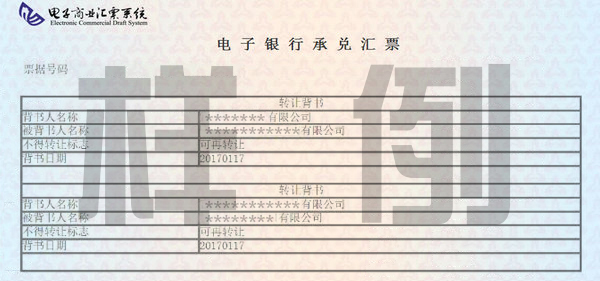 电子商业汇票系统
Electronic Commercial Draft System
电子银行承兑汇票
票据号码
柱例
转让背书
背书人名称 *******有限公司
被背书人名称 ***********有限公司
不得转让标志 可再转让
背书日期 20170117
转让背书
背书人名称 ***********有限公司
被背书人名称 *******有限公司
不得转让标志 可再转让
背书日期 20170117